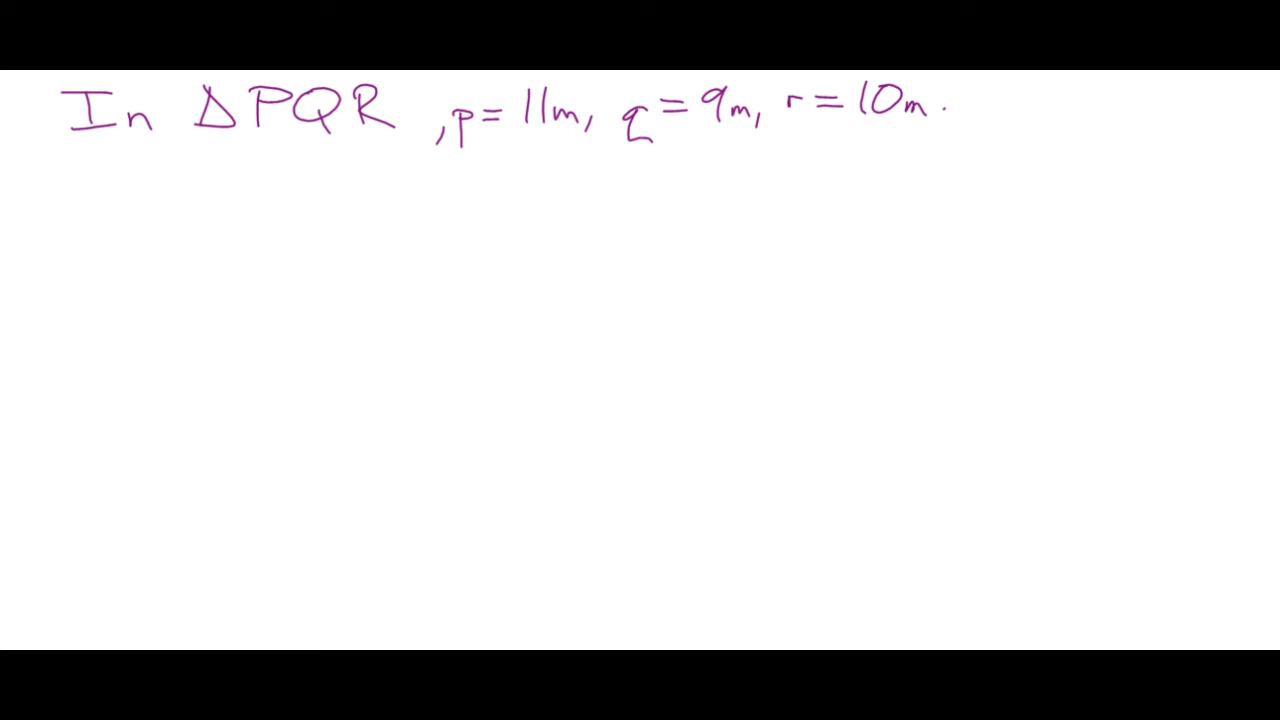 In ΔPQR, p = 11m, q = 9m, r = 10m.